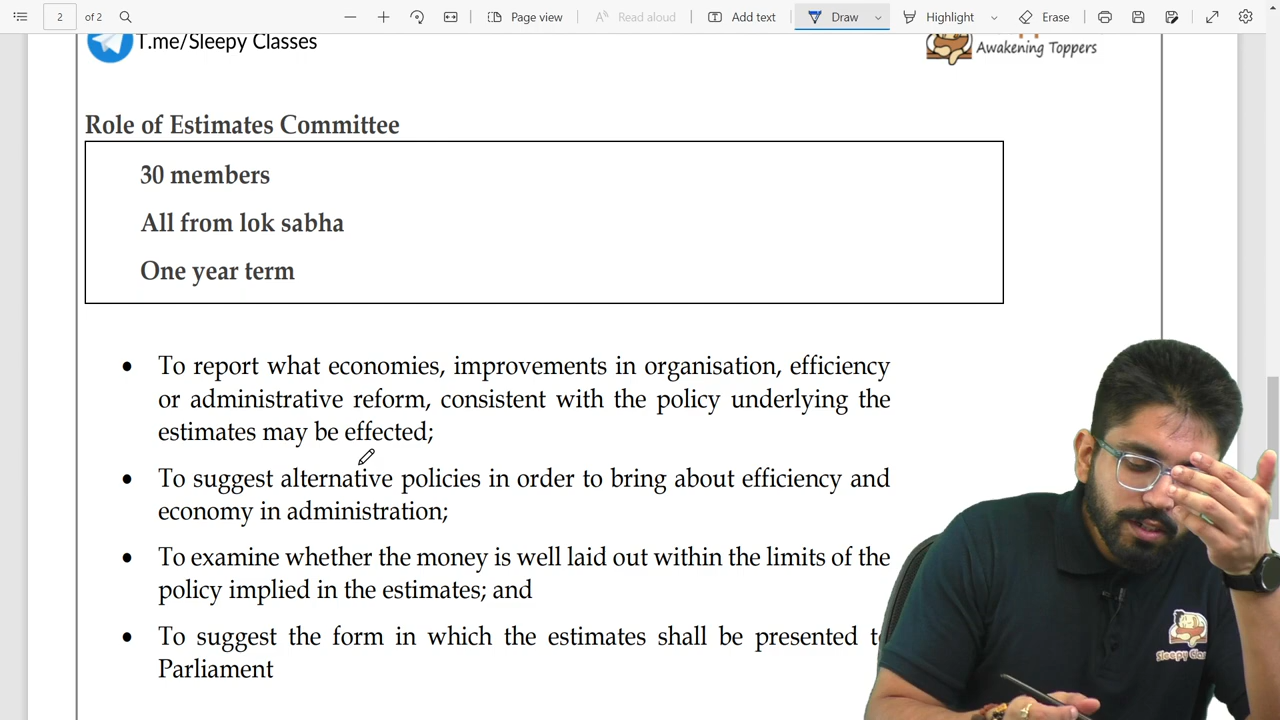 2 of 2 Page view Read aloud Add text Draw Highlight Erase
T.me/Sleepy Classes
Awakening Toppers
Role of Estimates Committee
30 members
All from lok sabha
One year term
• To report what economies, improvements in organisation, efficiency
or administrative reform, consistent with the policy underlying the
estimates may be effected;
• To suggest alternative policies in order to bring about efficiency and
economy in administration;
• To examine whether the money is well laid out within the limits of the
policy implied in the estimates; and
• To suggest the form in which the estimates shall be presented
Parliament
Sleepy